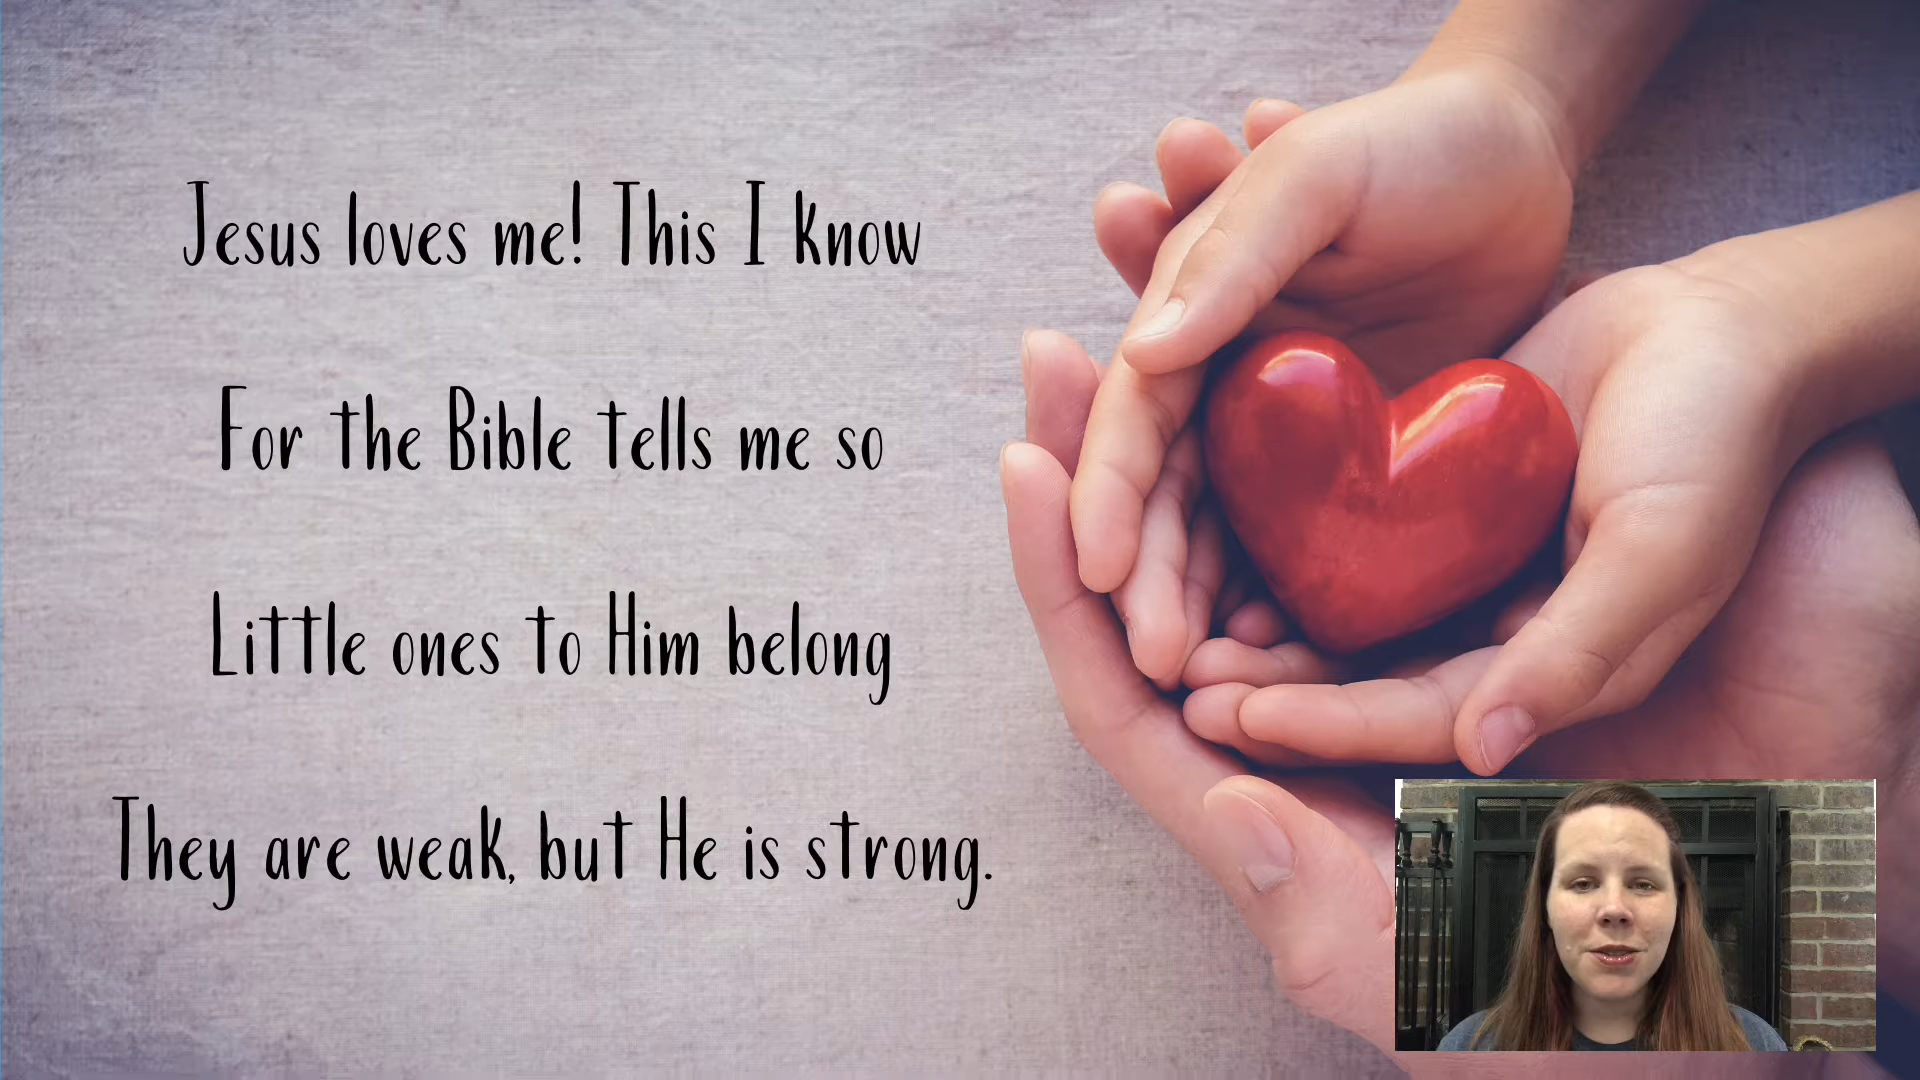 Jesus loves me! This I know
For the Bible tells me so
Little ones to Him belong
They are weak, but He is strong.